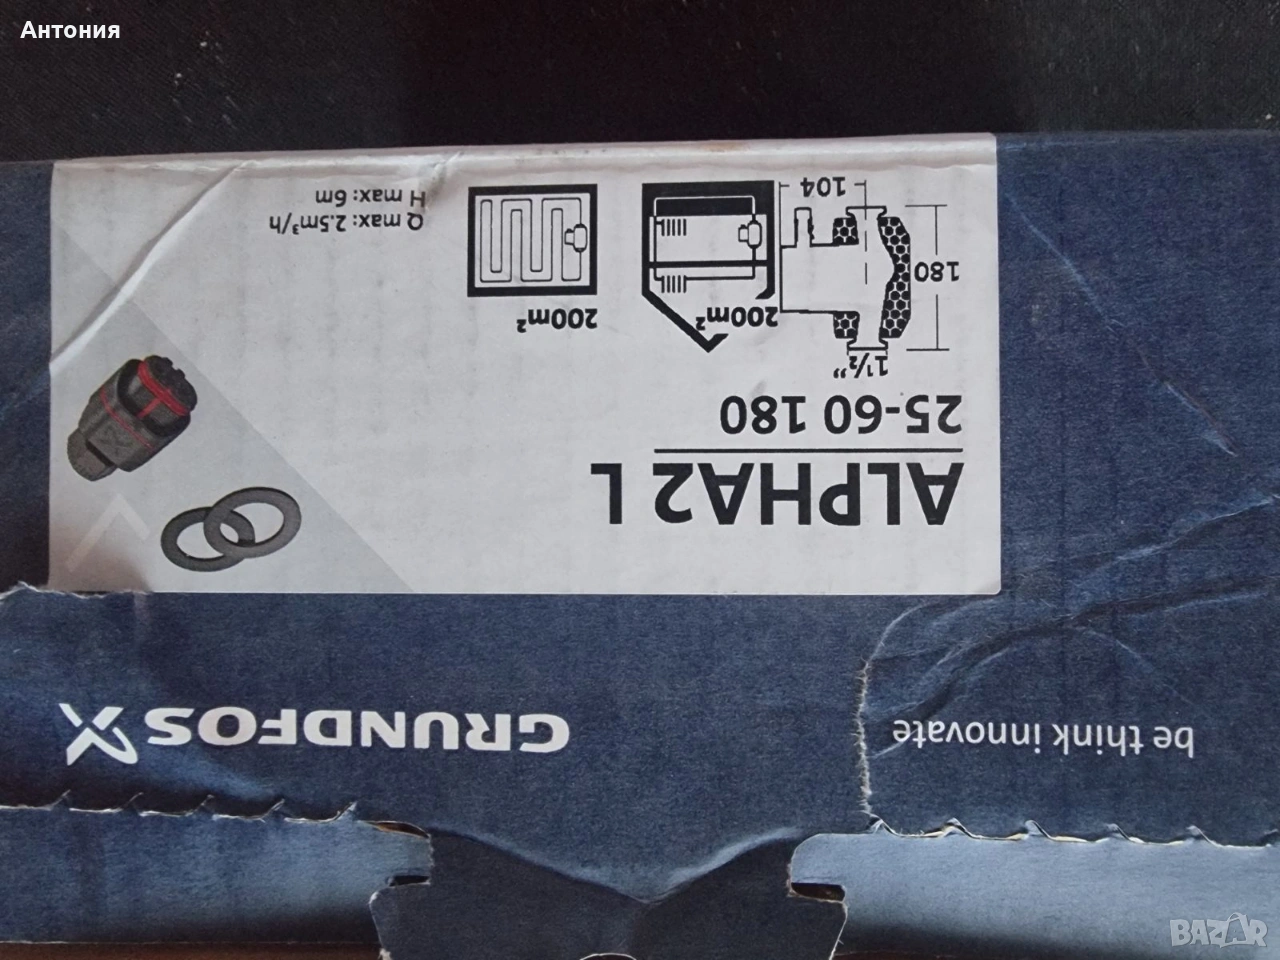 Антония
be think innovate
GRUNDFOS
ALPHA2 L
25-60 180
1½”
180
104
200m²
200m²
Q max: 2.5m³/h
H max: 6m
BAZAR